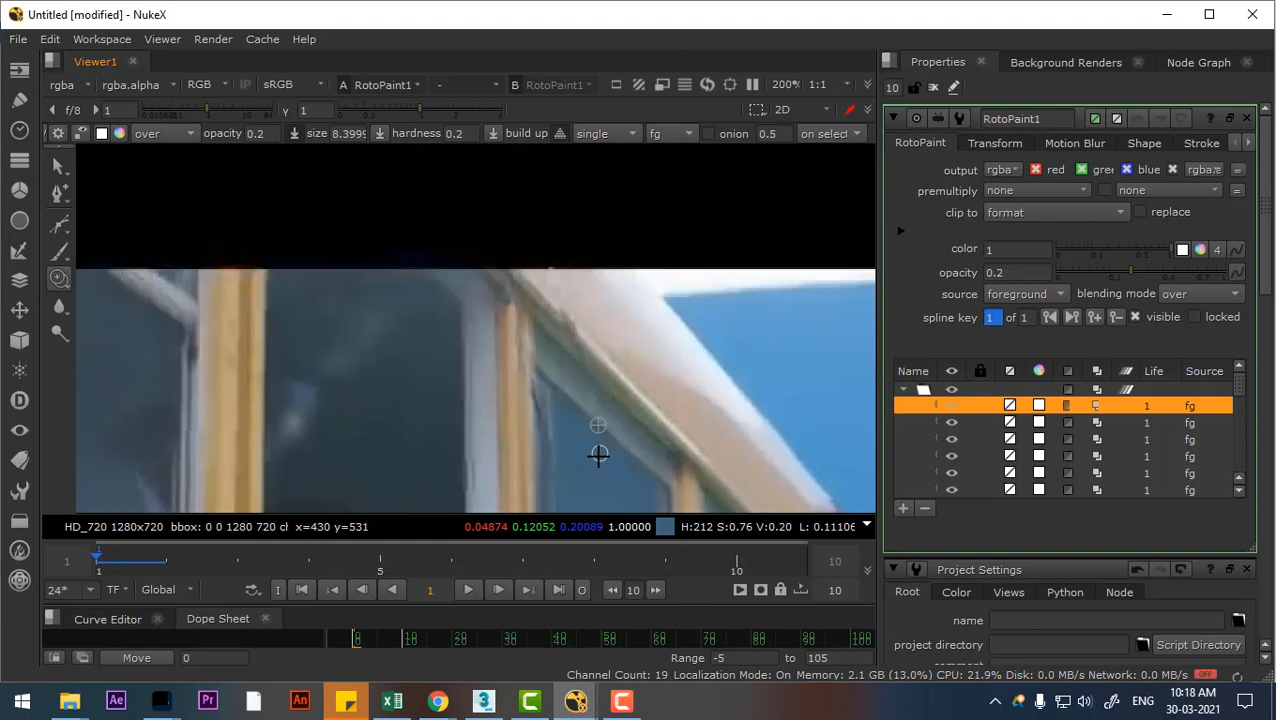 Untitled [modified] - NukeX
File Edit Workspace Viewer Render Cache Help
Viewer1
Properties Background Renders Node Graph
rgba rgba.alpha RGB IP sRGB A RotoPaint1 - B RotoPaint1 200% 1:1
10
f/8 1 γ 1 2D
RotoPaint1
over opacity 0.2 size 8.3999 hardness 0.2 build up single fg onion 0.5 on select
RotoPaint Transform Motion Blur Shape Stroke
output rgba red gree blue rgba.
premultiply none none
clip to format replace
color 1 4
opacity 0.2
source foreground blending mode over
spline key 1 of 1 visible locked
Name Life Source
1 fg
1 fg
1 fg
1 fg
1 fg
1 fg
HD_720 1280x720 bbox: 0 0 1280 720 cl x=430 y=531 0.04874 0.12052 0.20089 1.00000 H:212 S:0.76 V:0.20 L: 0.11106
1 1 1 5 10 10
Project Settings
24* TF Global 1 10 10
Root Color Views Python Node
Curve Editor Dope Sheet
name
0 10 20 30 40 50 60 70 80 90 100
project directory Script Directory
Move 0 Range -5 to 105
Channel Count: 19 Localization Mode: On Memory: 2.1 GB (13.0%) CPU: 21.9% Disk: 0.0 MB/s Network: 0.0 MB/s OFF
Ae Pr An 3 ENG
10:18 AM
30-03-2021